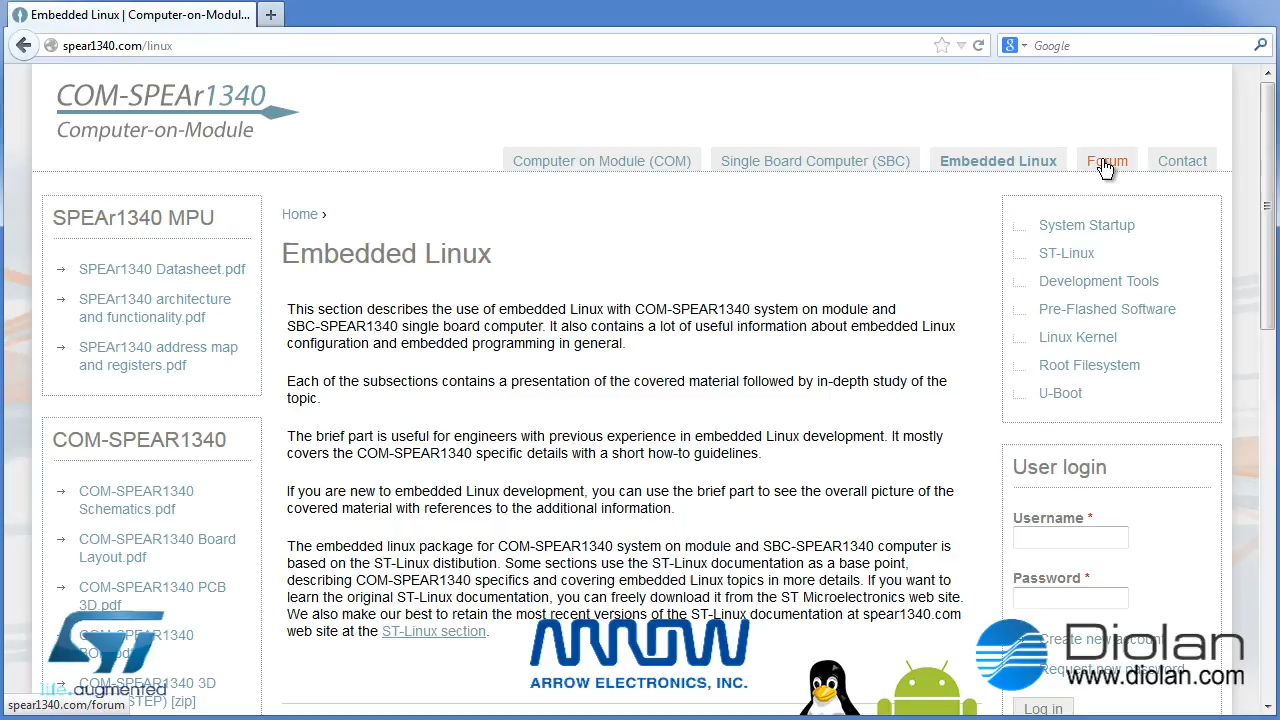 Embedded Linux | Computer-on-Modul...
spear1340.com/linux
Google
COM-SPEAr1340
Computer-on-Module
Computer on Module (COM)
Single Board Computer (SBC)
Embedded Linux
Forum
Contact
SPEAr1340 MPU
SPEAr1340 Datasheet.pdf
SPEAr1340 architecture
and functionality.pdf
SPEAr1340 address map
and registers.pdf
COM-SPEAR1340
COM-SPEAR1340
Schematics.pdf
COM-SPEAR1340 Board
Layout.pdf
COM-SPEAR1340 PCB
3D.pdf
COM-SPEAR1340
COM-SPEAR1340 3D
(STEP) [zip]
Home ›
Embedded Linux
This section describes the use of embedded Linux with COM-SPEAR1340 system on module and
SBC-SPEAR1340 single board computer. It also contains a lot of useful information about embedded Linux
configuration and embedded programming in general.
Each of the subsections contains a presentation of the covered material followed by in-depth study of the
topic.
The brief part is useful for engineers with previous experience in embedded Linux development. It mostly
covers the COM-SPEAR1340 specific details with a short how-to guidelines.
If you are new to embedded Linux development, you can use the brief part to see the overall picture of the
covered material with references to the additional information.
The embedded linux package for COM-SPEAR1340 system on module and SBC-SPEAR1340 computer is
based on the ST-Linux distibution. Some sections use the ST-Linux documentation as a base point,
describing COM-SPEAR1340 specifics and covering embedded Linux topics in more details. If you want to
learn the original ST-Linux documentation, you can freely download it from the ST Microelectronics web site.
We also make our best to retain the most recent versions of the ST-Linux documentation at spear1340.com
web site at the ST-Linux section.
System Startup
ST-Linux
Development Tools
Pre-Flashed Software
Linux Kernel
Root Filesystem
U-Boot
User login
Username *
Password *
Create new account
Request new password
Log in
ST
life.augmented
ARROW
ARROW ELECTRONICS, INC.
Diolan
www.diolan.com
spear1340.com/forum